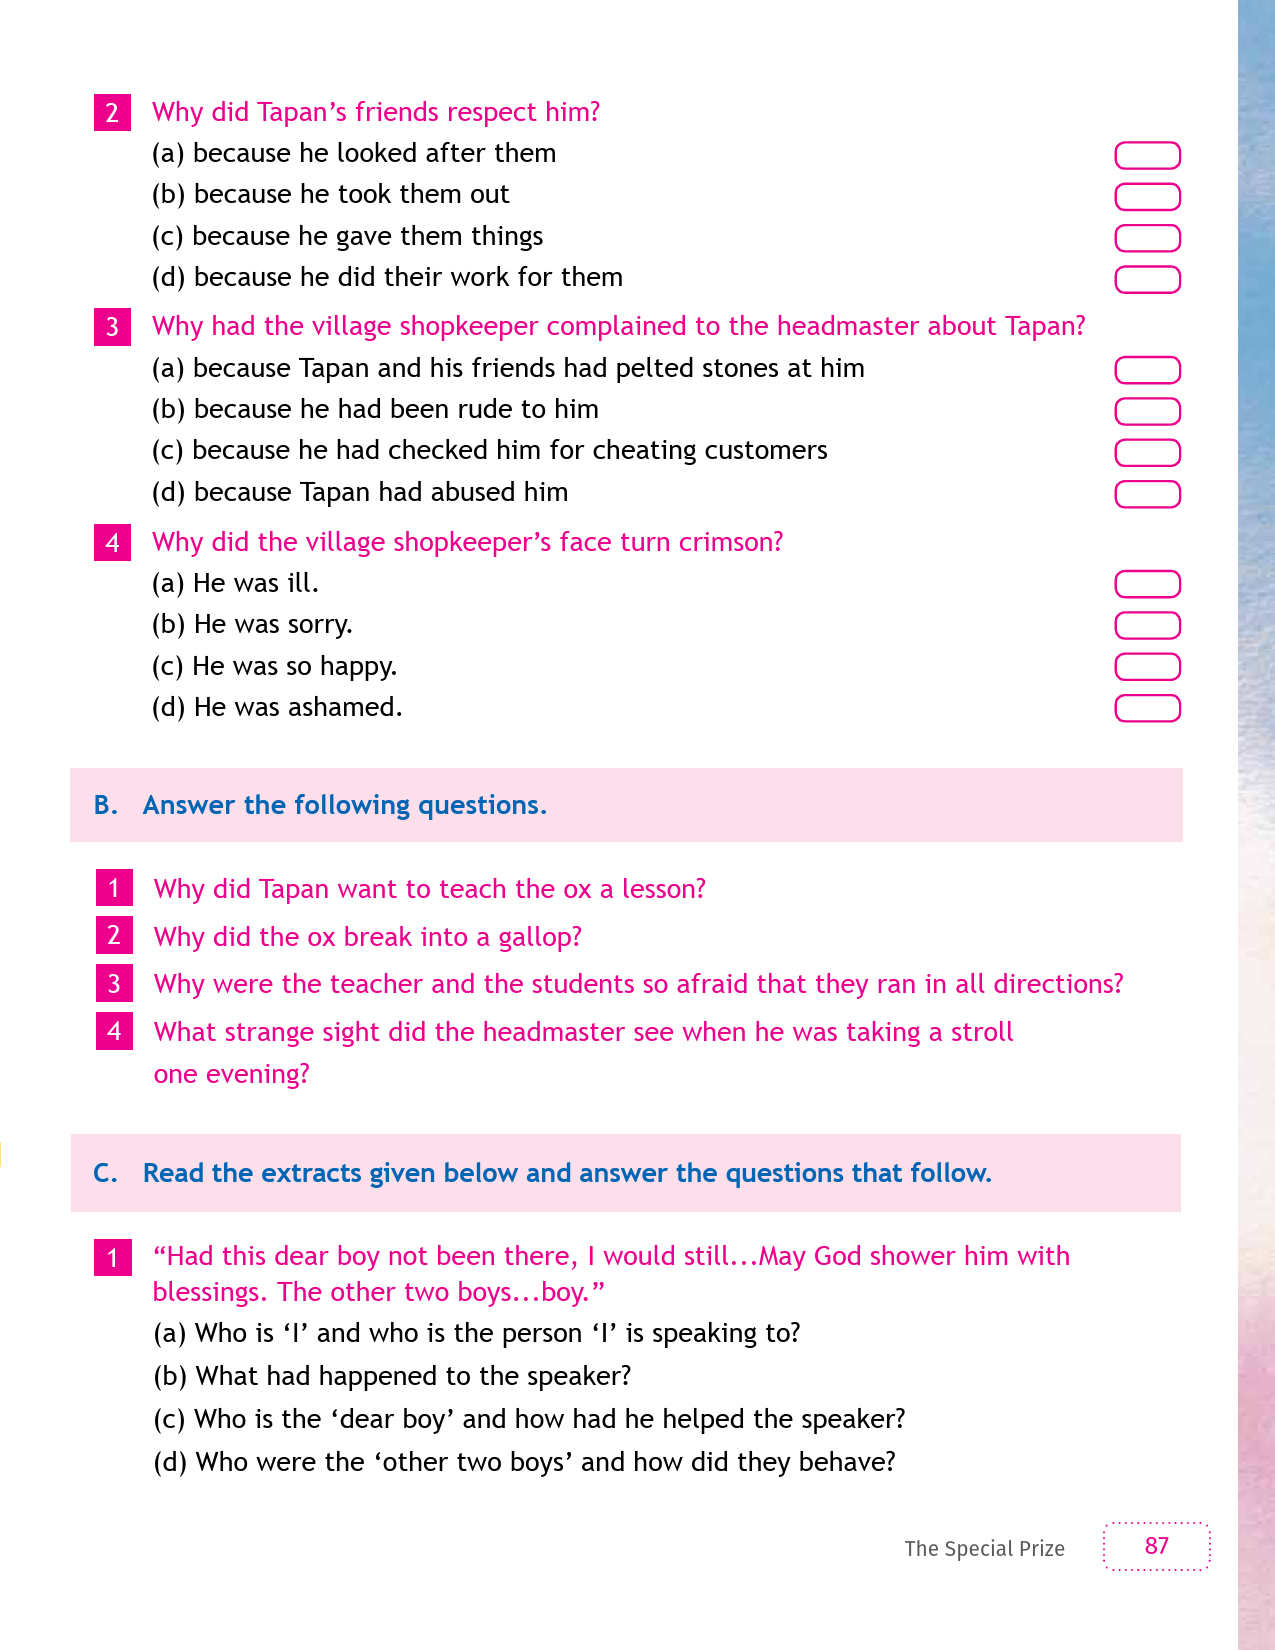 2 Why did Tapan’s friends respect him?
(a) because he looked after them
(b) because he took them out
(c) because he gave them things
(d) because he did their work for them
3 Why had the village shopkeeper complained to the headmaster about Tapan?
(a) because Tapan and his friends had pelted stones at him
(b) because he had been rude to him
(c) because he had checked him for cheating customers
(d) because Tapan had abused him
4 Why did the village shopkeeper’s face turn crimson?
(a) He was ill.
(b) He was sorry.
(c) He was so happy.
(d) He was ashamed.
B. Answer the following questions.
1 Why did Tapan want to teach the ox a lesson?
2 Why did the ox break into a gallop?
3 Why were the teacher and the students so afraid that they ran in all directions?
4 What strange sight did the headmaster see when he was taking a stroll
one evening?
C. Read the extracts given below and answer the questions that follow.
1 “Had this dear boy not been there, I would still...May God shower him with
blessings. The other two boys...boy.”
(a) Who is ‘I’ and who is the person ‘I’ is speaking to?
(b) What had happened to the speaker?
(c) Who is the ‘dear boy’ and how had he helped the speaker?
(d) Who were the ‘other two boys’ and how did they behave?
The Special Prize 87